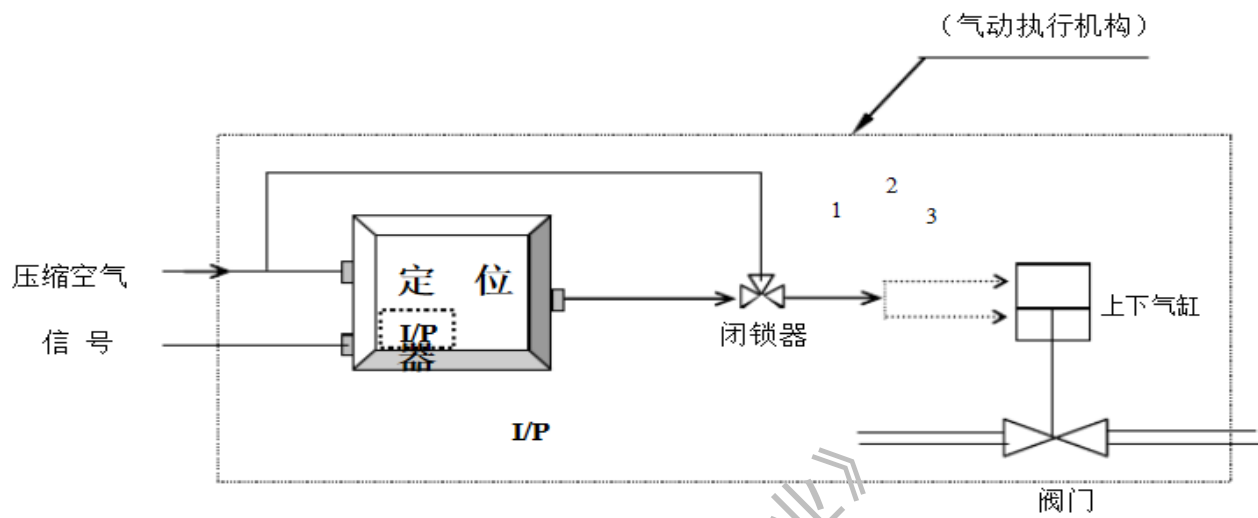 （气动执行机构）
2
1
3
压缩空气
定 位
上下气缸
信 号
I/P
器
闭锁器
I/P
业》
阀门